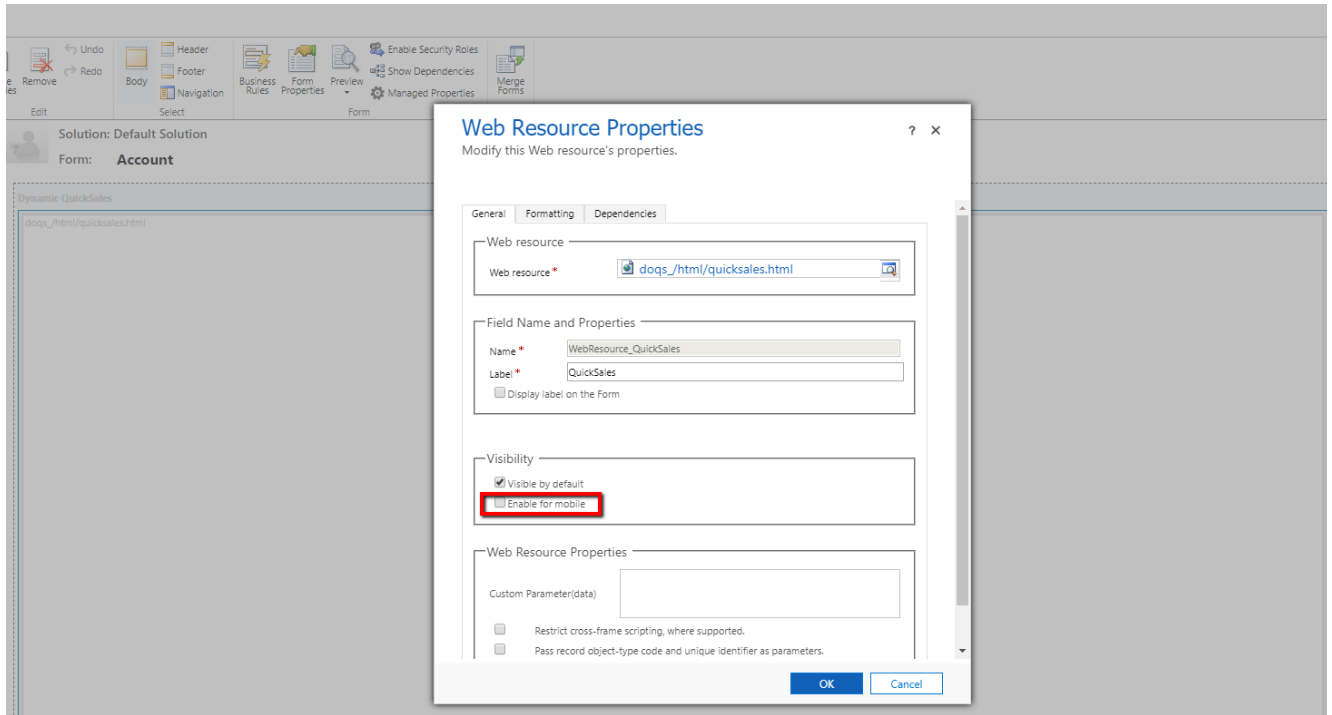 Undo
Redo
Remove
Edit
Body
Header
Footer
Navigation
Select
Business Rules
Form Properties
Preview
Enable Security Roles
Show Dependencies
Managed Properties
Form
Merge Forms
Solution: Default Solution
Form: Account
Dynamic QuickSales
doqs_/html/quicksales.html
Web Resource Properties
? ×
Modify this Web resource's properties.
General Formatting Dependencies
Web resource
Web resource * doqs_/html/quicksales.html
Field Name and Properties
Name * WebResource_QuickSales
Label * QuickSales
Display label on the Form
Visibility
Visible by default
Enable for mobile
Web Resource Properties
Custom Parameter(data)
Restrict cross-frame scripting, where supported.
Pass record object-type code and unique identifier as parameters.
OK Cancel